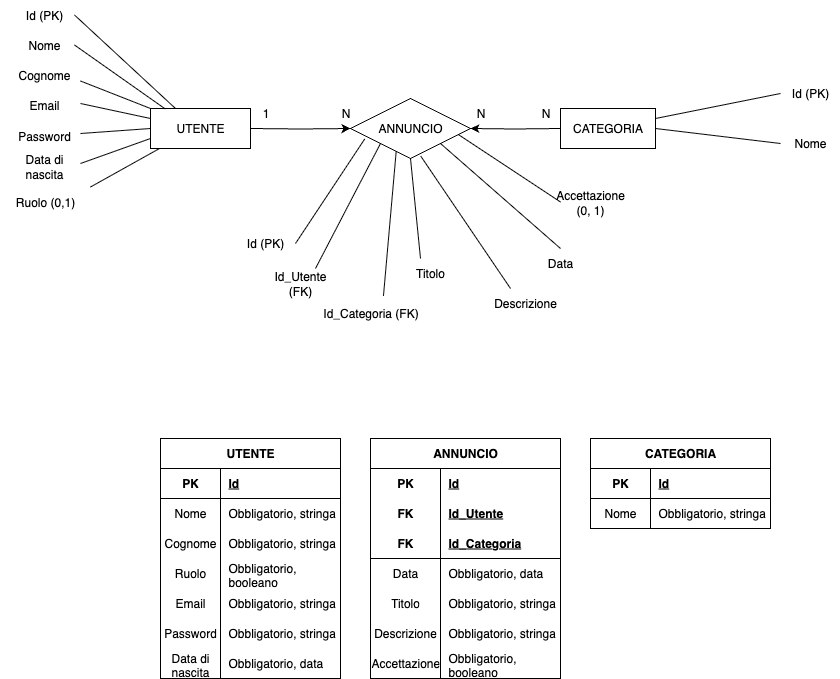 Id (PK)
Nome
Cognome
Email
Password
Data di
nascita
Ruolo (0,1)
UTENTE
1
N
ANNUNCIO
N
N
CATEGORIA
Id (PK)
Nome
Id (PK)
Id_Utente
(FK)
Id_Categoria (FK)
Titolo
Descrizione
Data
Accettazione
(0, 1)
UTENTE
PK Id
Nome Obbligatorio, stringa
Cognome Obbligatorio, stringa
Ruolo Obbligatorio,
booleano
Email Obbligatorio, stringa
Password Obbligatorio, stringa
Data di
nascita Obbligatorio, data
ANNUNCIO
PK Id
FK Id_Utente
FK Id_Categoria
Data Obbligatorio, data
Titolo Obbligatorio, stringa
Descrizione Obbligatorio, stringa
Accettazione Obbligatorio,
booleano
CATEGORIA
PK Id
Nome Obbligatorio, stringa